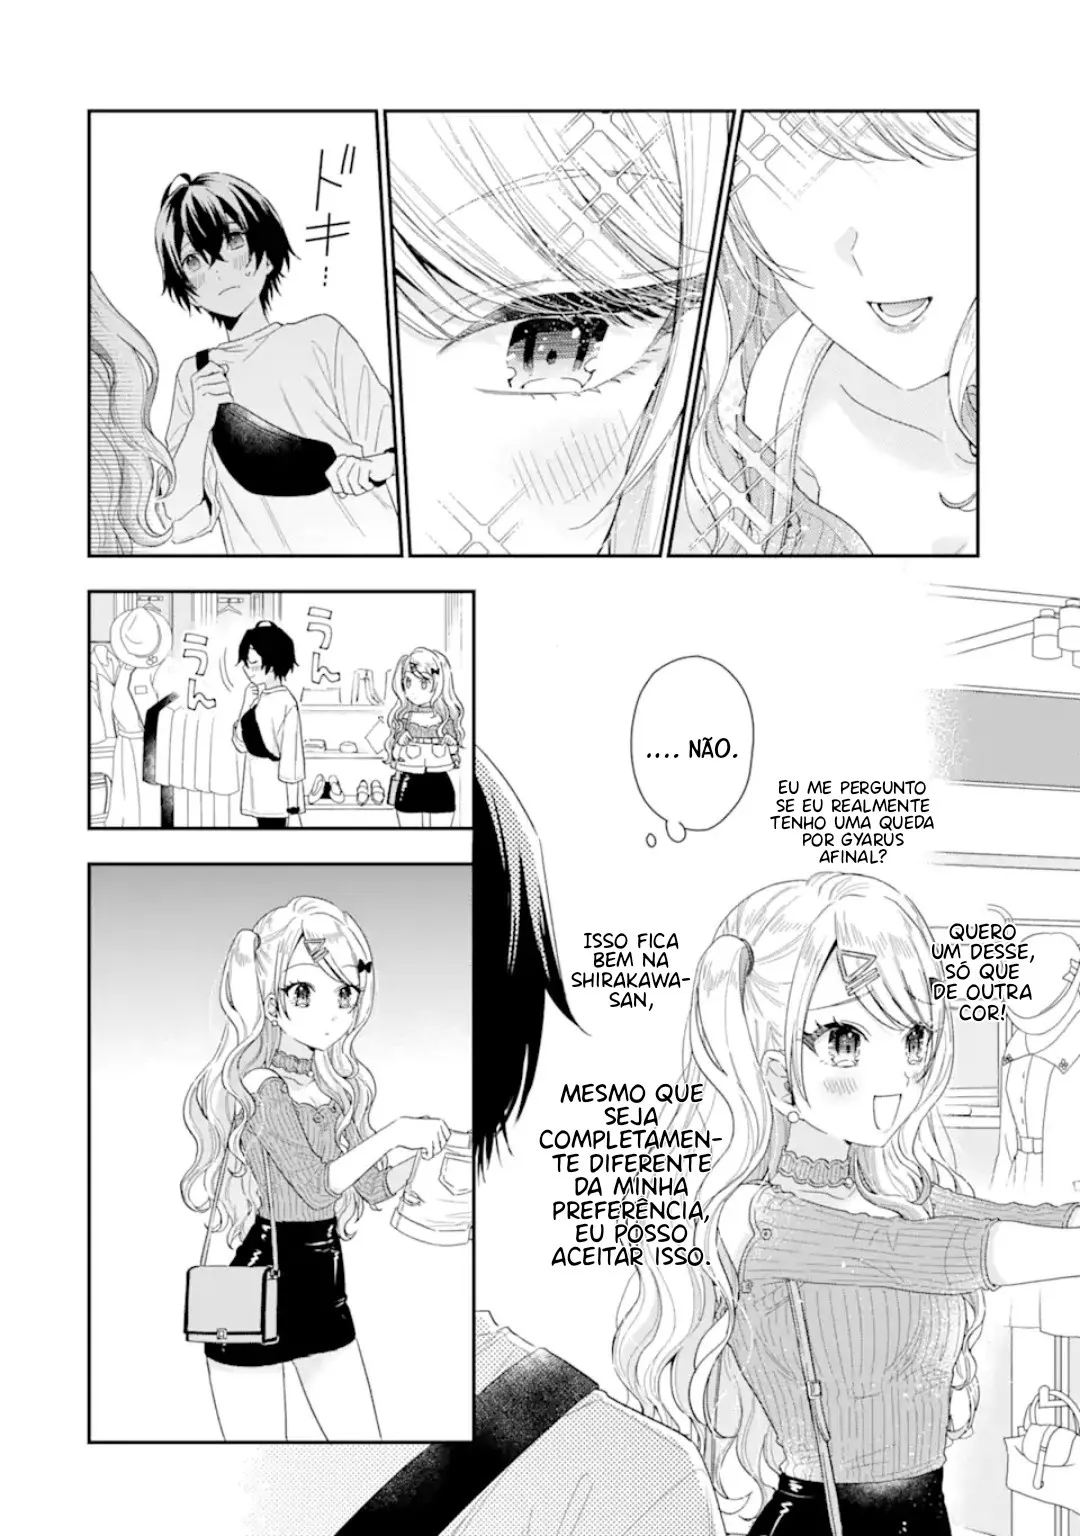 ドキ…
うん
うん
.... NÃO.
EU ME PERGUNTO
SE EU REALMENTE
TENHO UMA QUEDA
POR GYARUS
AFINAL?
QUERO
UM DESSE,
SÓ QUE
DE OUTRA
COR!
ISSO FICA
BEM NA
SHIRAKAWA-
SAN,
MESMO QUE
SEJA
COMPLETAMEN-
TE DIFERENTE
DA MINHA
PREFERÊNCIA,
EU POSSO
ACEITAR ISSO.